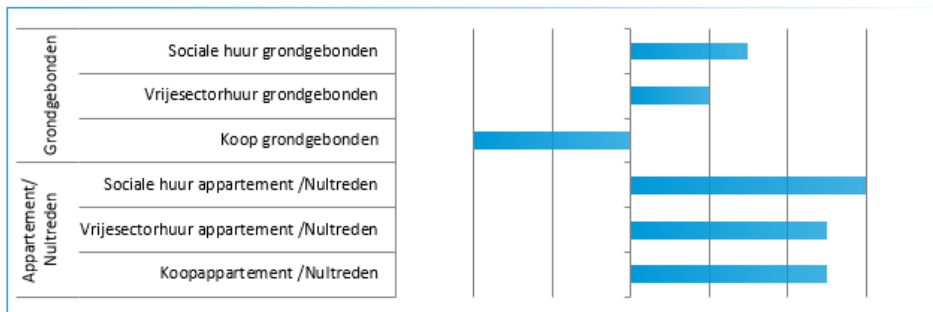 Grondgebonden
Sociale huur grondgebonden
Vrijesectorhuur grondgebonden
Koop grondgebonden
Appartement/
Nultreden
Sociale huur appartement /Nultreden
Vrijesectorhuur appartement /Nultreden
Koopappartement /Nultreden